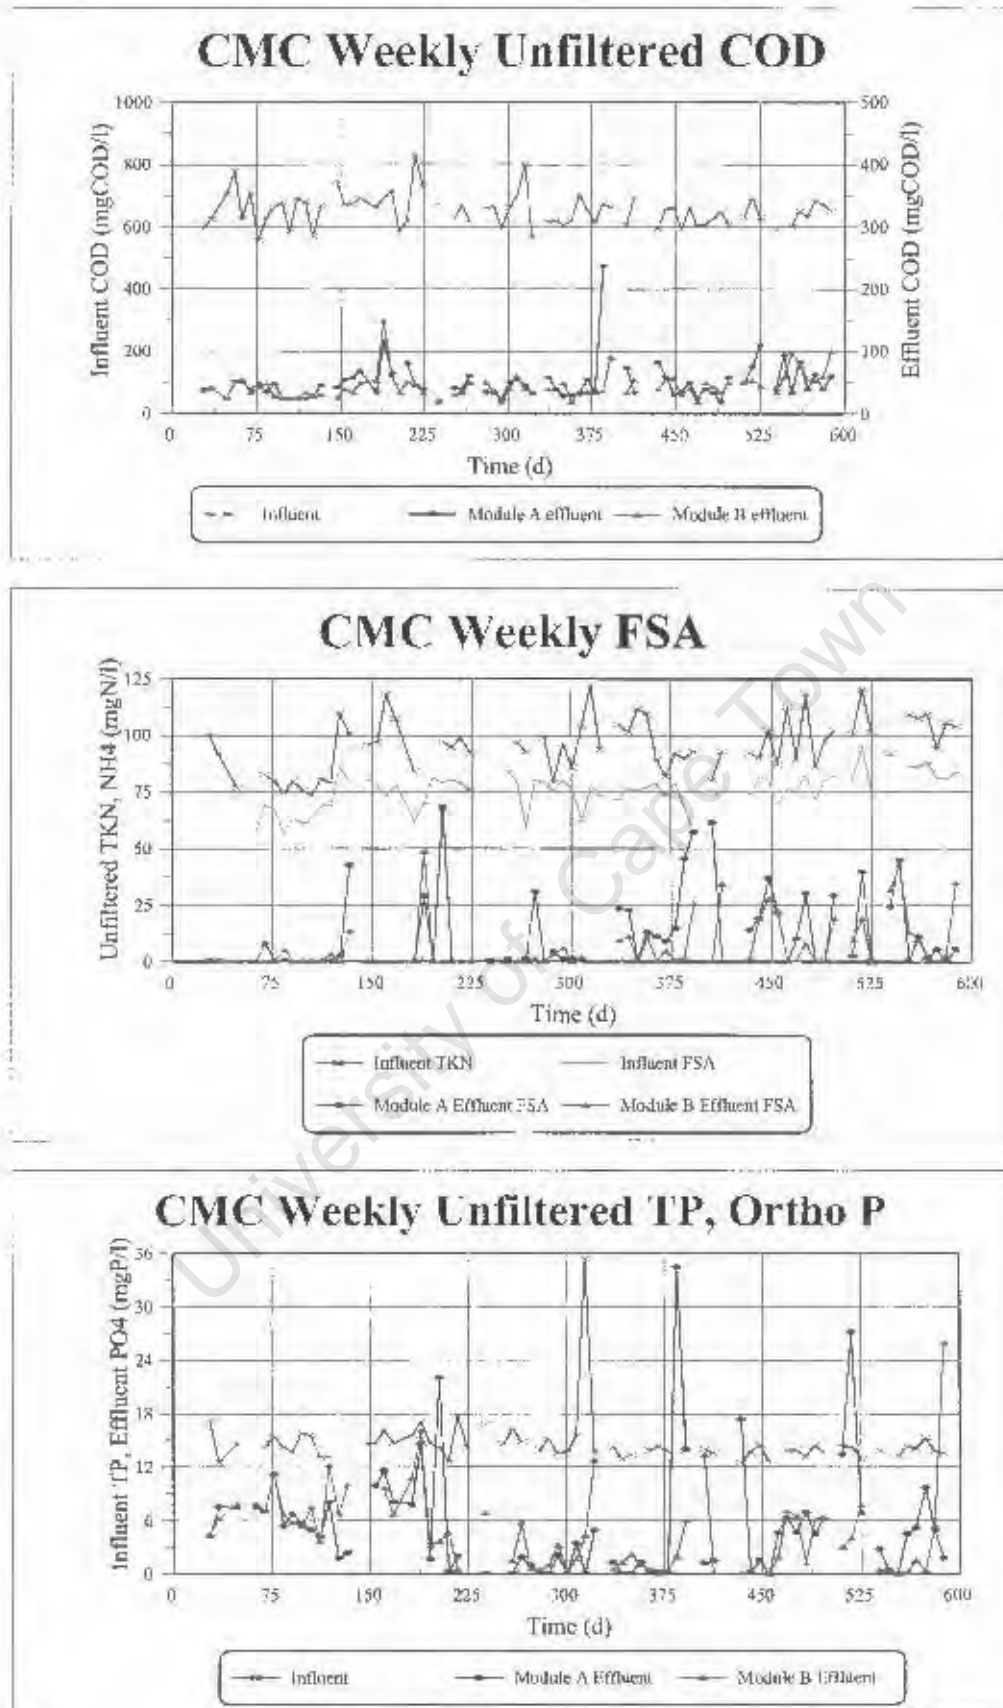 CMC Weekly Unfiltered COD
1000 800 600 400 200 0
Influent COD (mgCOD/l)
500 400 300 200 100 0
Effluent COD (mgCOD/l)
0 75 150 225 300 375 450 525 600
Time (d)
Influent Module A effluent Module B effluent
CMC Weekly FSA
Unfiltered TKN, NH4 (mgN/l)
125 100 75 50 25 0
0 75 150 225 300 375 450 525 600
Time (d)
Influent TKN Influent FSA
Module A Effluent FSA Module B Effluent FSA
CMC Weekly Unfiltered TP, Ortho P
Influent TP, Effluent PO4 (mgP/l)
36 30 24 18 12 6 0
0 75 150 225 300 375 450 525 600
Time (d)
Influent Module A Effluent Module B Effluent
University of Cape Town